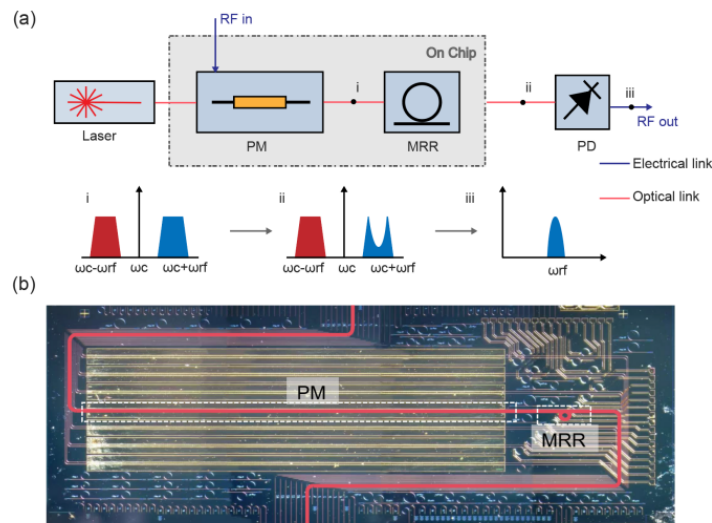 (a)
RF in
On Chip
i
ii
iii
Laser
PM
MRR
PD
RF out
Electrical link
Optical link
i
ii
iii
ωc-ωrf
ωc
ωc+ωrf
ωc-ωrf
ωc
ωc+ωrf
ωrf
(b)
PM
MRR